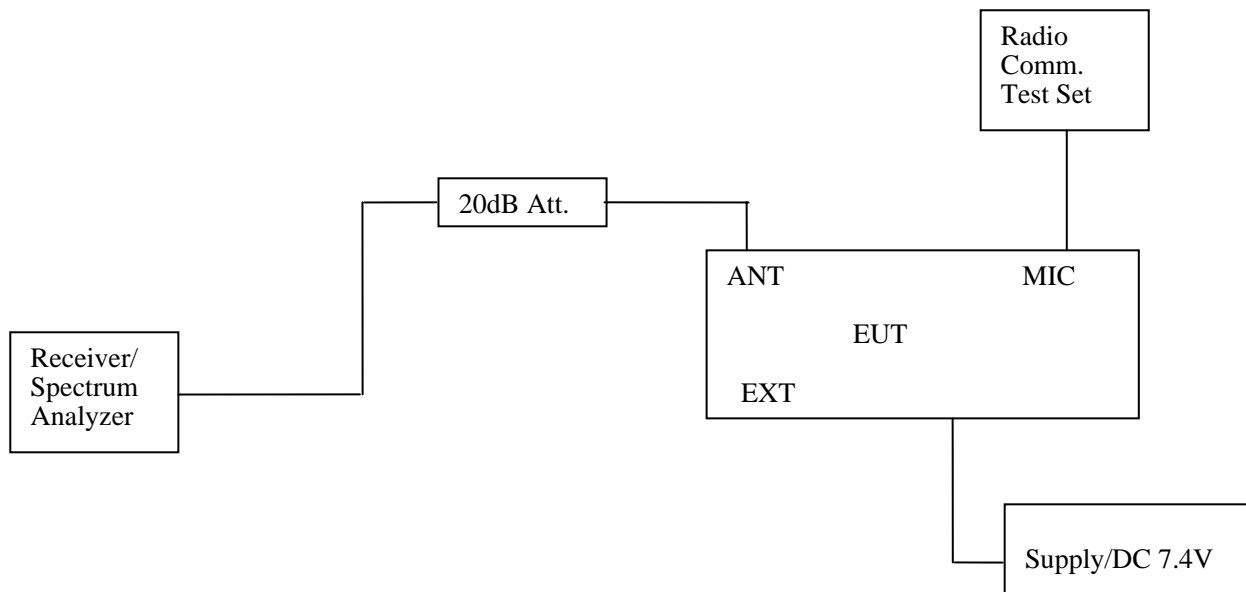 Radio
Comm.
Test Set
20dB Att.
ANT
MIC
EUT
Receiver/
Spectrum
Analyzer
EXT
Supply/DC 7.4V